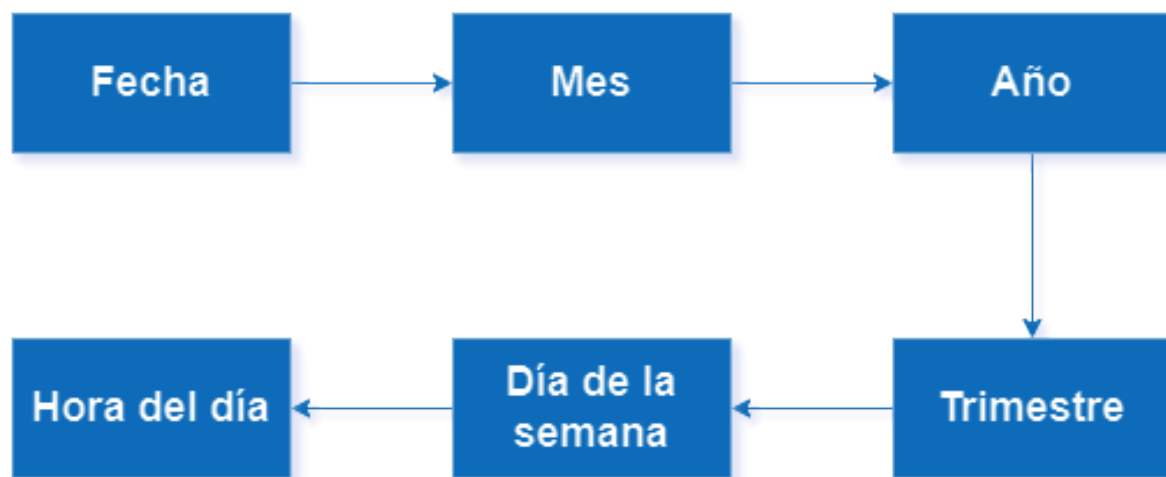 Fecha
Mes
Año
Hora del día
Día de la
semana
Trimestre